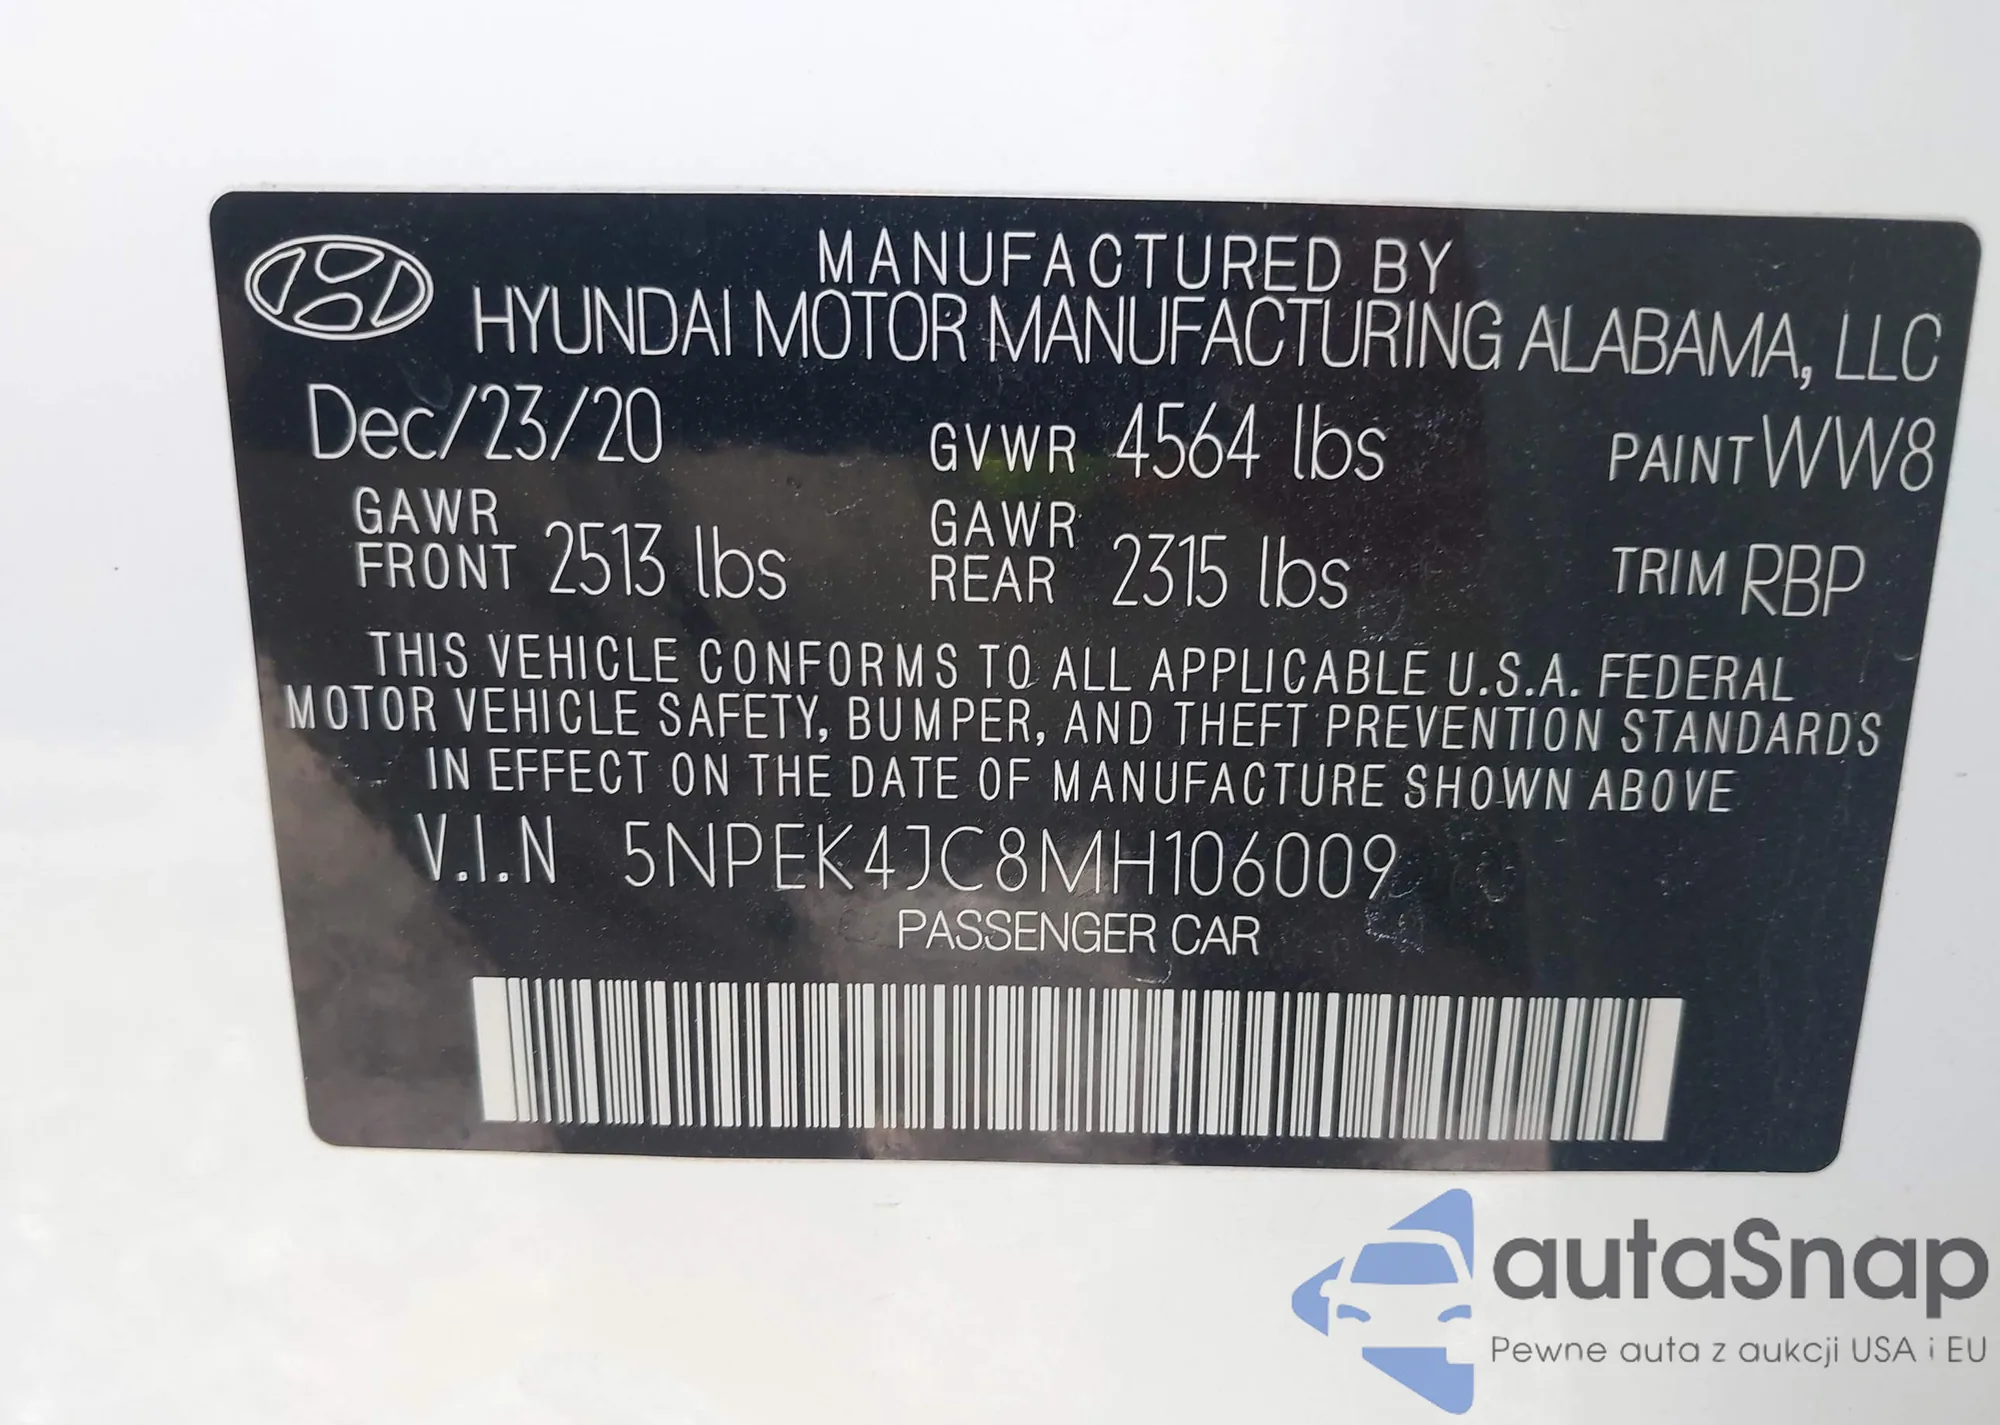 MANUFACTURED BY
HYUNDAI MOTOR MANUFACTURING ALABAMA, LLC
Dec/23/20 GVWR 4564 lbs PAINT WW8
GAWR FRONT 2513 lbs GAWR REAR 2315 lbs TRIM RBP
THIS VEHICLE CONFORMS TO ALL APPLICABLE U.S.A. FEDERAL
MOTOR VEHICLE SAFETY, BUMPER, AND THEFT PREVENTION STANDARDS
IN EFFECT ON THE DATE OF MANUFACTURE SHOWN ABOVE
V.I.N 5NPEK4JC8MH106009
PASSENGER CAR
autaSnap
Pewne auta z aukcji USA i EU